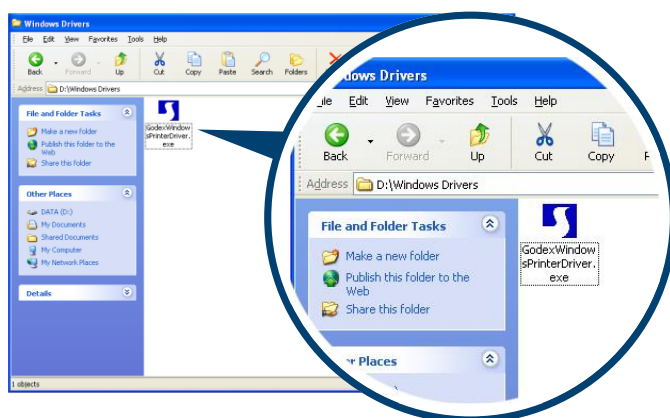 Windows Drivers
File Edit View Favorites Tools Help
Back Forward Up Cut Copy Paste Search Folders
Address D:\Windows Drivers
File and Folder Tasks
Make a new folder
Publish this folder to the
Web
Share this folder
Other Places
DATA (D:)
My Documents
Shared Documents
My Computer
My Network Places
Details
GodexWindow
sPrinterDriver.
exe
1 objects
dows Drivers
Edit View Favorites Tools Help
Back Forward Up Cut Copy
Address D:\Windows Drivers
File and Folder Tasks
Make a new folder
Publish this folder to the
Web
Share this folder
Places
GodexWindow
sPrinterDriver.
exe